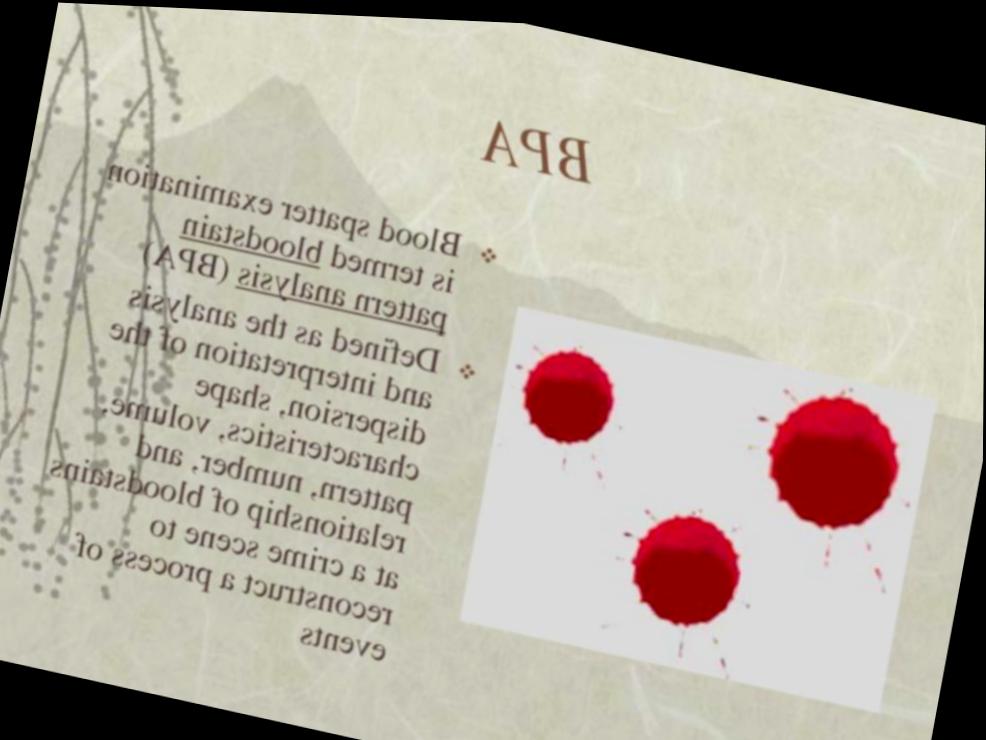 BPA
Blood spatter examination
is termed bloodstain
pattern analysis (BPA)
Defined as the analysis
and interpretation of the
dispersion, shape
characteristics, volume,
pattern, number, and
relationship of bloodstains
at a crime scene to
reconstruct a process of
events